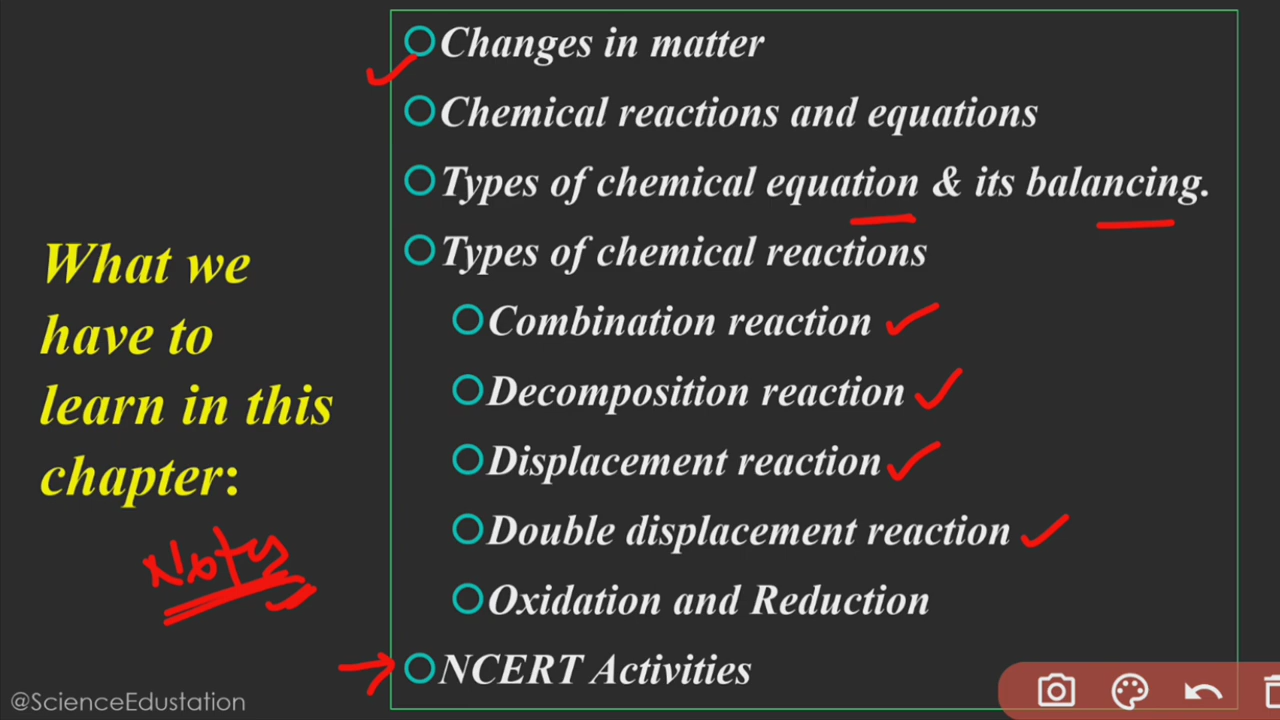 What we
have to
learn in this
chapter:
Notes
Changes in matter
Chemical reactions and equations
Types of chemical equation & its balancing.
Types of chemical reactions
Combination reaction
Decomposition reaction
Displacement reaction
Double displacement reaction
Oxidation and Reduction
NCERT Activities
@ScienceEdustation